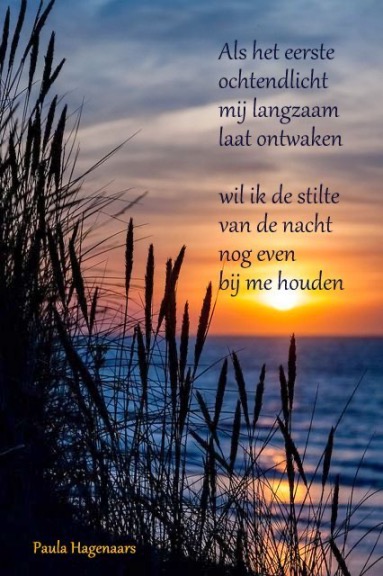 Als het eerste
ochtendlicht
mij langzaam
laat ontwaken

wil ik de stilte
van de nacht
nog even
bij me houden

Paula Hagenaars